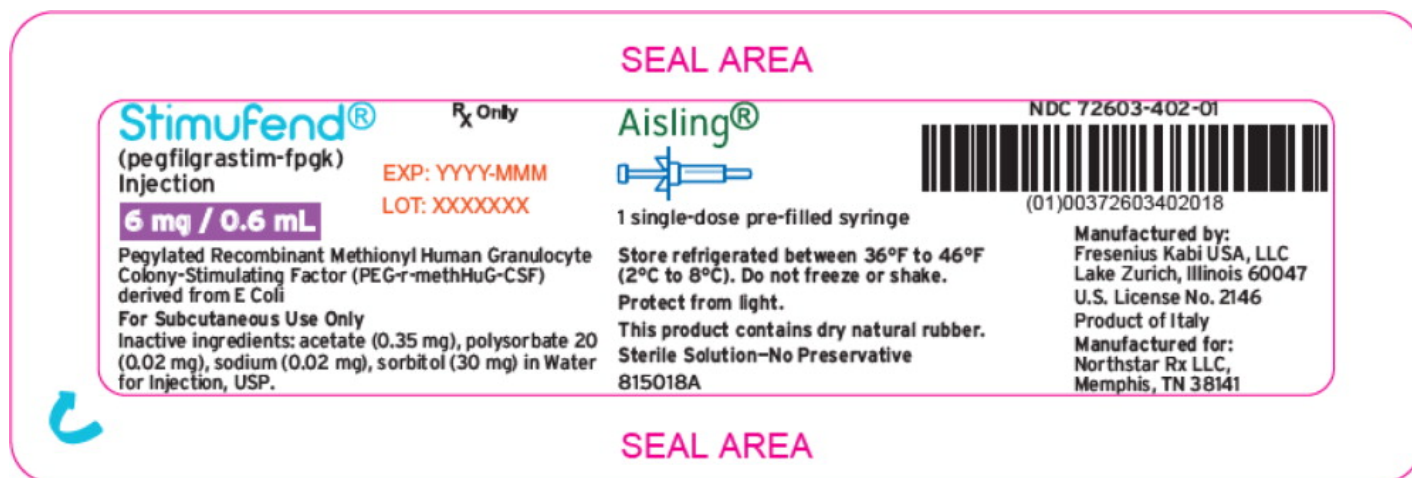 SEAL AREA
Stimufend®
Rx Only
(pegfilgrastim-fpgk)
Injection
EXP: YYYY-MMM
LOT: XXXXXXX
6 mg / 0.6 mL
Pegylated Recombinant Methionyl Human Granulocyte
Colony-Stimulating Factor (PEG-r-methHuG-CSF)
derived from E Coli
For Subcutaneous Use Only
Inactive ingredients: acetate (0.35 mg), polysorbate 20
(0.02 mg), sodium (0.02 mg), sorbitol (30 mg) in Water
for Injection, USP.
Aisling®
1 single-dose pre-filled syringe
Store refrigerated between 36°F to 46°F
(2°C to 8°C). Do not freeze or shake.
Protect from light.
This product contains dry natural rubber.
Sterile Solution–No Preservative
815018A
NDC 72603-402-01
(01)00372603402018
Manufactured by:
Fresenius Kabi USA, LLC
Lake Zurich, Illinois 60047
U.S. License No. 2146
Product of Italy
Manufactured for:
Northstar Rx LLC,
Memphis, TN 38141
SEAL AREA